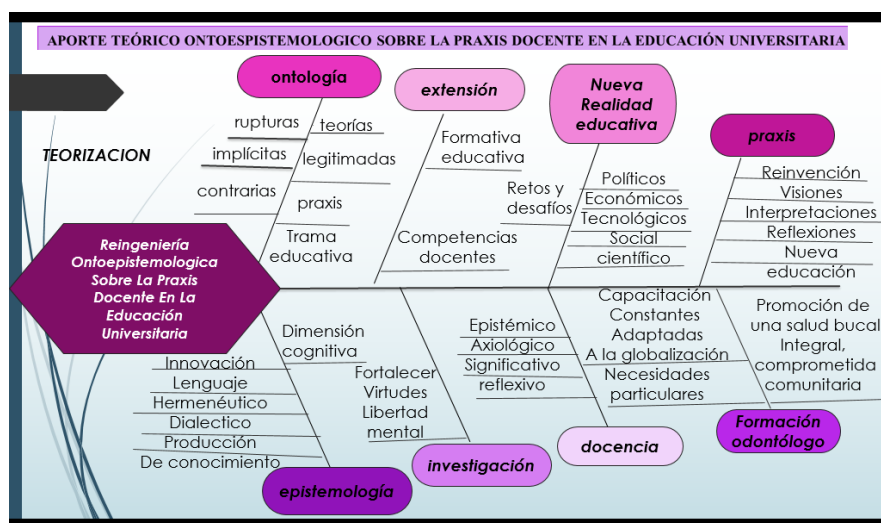 APORTE TEÓRICO ONTOESPISTEMOLOGICO SOBRE LA PRAXIS DOCENTE EN LA EDUCACIÓN UNIVERSITARIA
TEORIZACION
ontología
rupturas
implícitas
contrarias
teorías
legitimadas
praxis
Trama
educativa
extensión
Formativa
educativa
Competencias
docentes
Nueva
Realidad
educativa
Retos y
desafíos
Políticos
Económicos
Tecnológicos
Social
científico
praxis
Reinvención
Visiones
Interpretaciones
Reflexiones
Nueva
educación
Reingeniería
Ontoepistemologica
Sobre La Praxis
Docente En La
Educación
Universitaria
Dimensión
cognitiva
Innovación
Lenguaje
Hermenéutico
Dialectico
Producción
De conocimiento
epistemología
Fortalecer
Virtudes
Libertad
mental
Epistémico
Axiológico
Significativo
reflexivo
investigación
Capacitación
Constantes
Adaptadas
A la globalización
Necesidades
particulares
docencia
Promoción de
una salud bucal
Integral,
comprometida
comunitaria
Formación
odontólogo